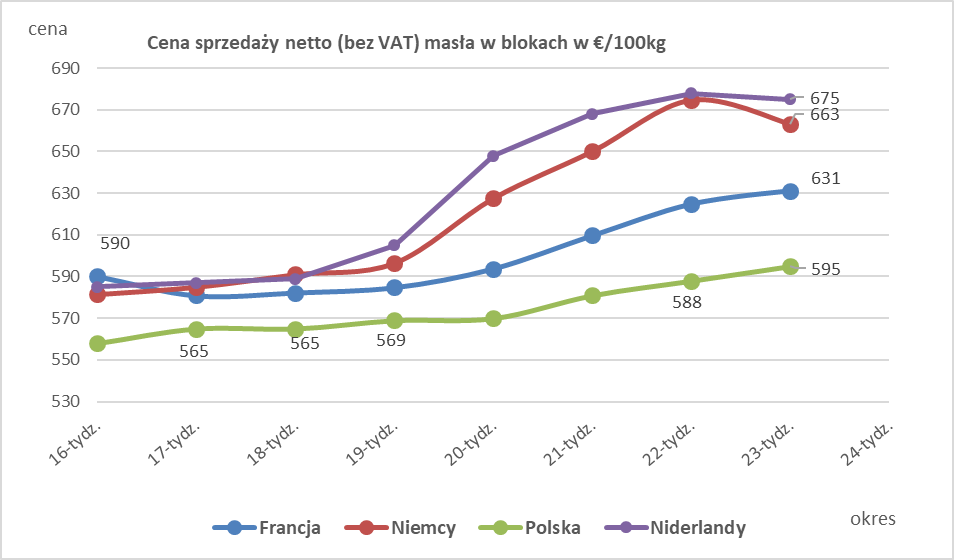 cena
Cena sprzedaży netto (bez VAT) masła w blokach w €/100kg
690
670
650
630
610
590
570
550
530
590
565
565
569
588
675
663
631
595
16-tydz.
17-tydz.
18-tydz.
19-tydz.
20-tydz.
21-tydz.
22-tydz.
23-tydz.
24-tydz.
okres
Francja
Niemcy
Polska
Niderlandy